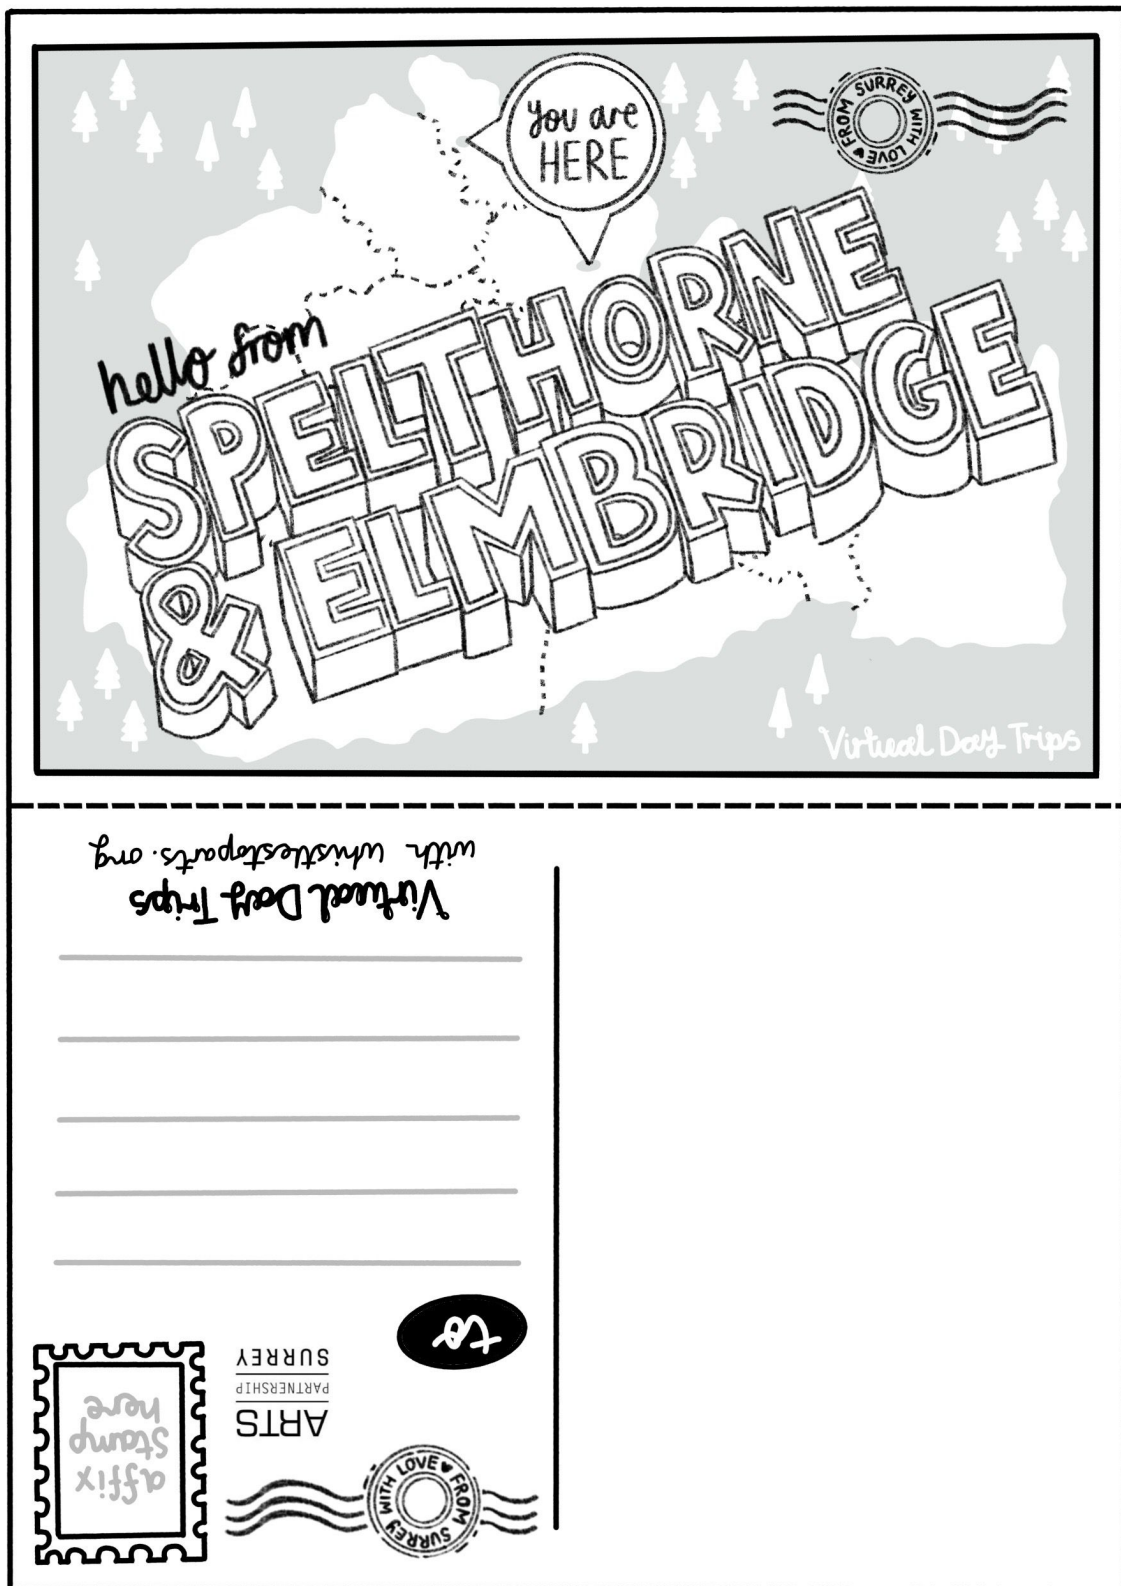 you are
HERE
FROM SURREY WITH LOVE
hello from
SPELTHORNE
& ELMBRIDGE
Virtual Day Trips
Virtual Day Trips
with whistlestoparts.org
to
ARTS
PARTNERSHIP
SURREY
affix
stamp
here
FROM SURREY WITH LOVE